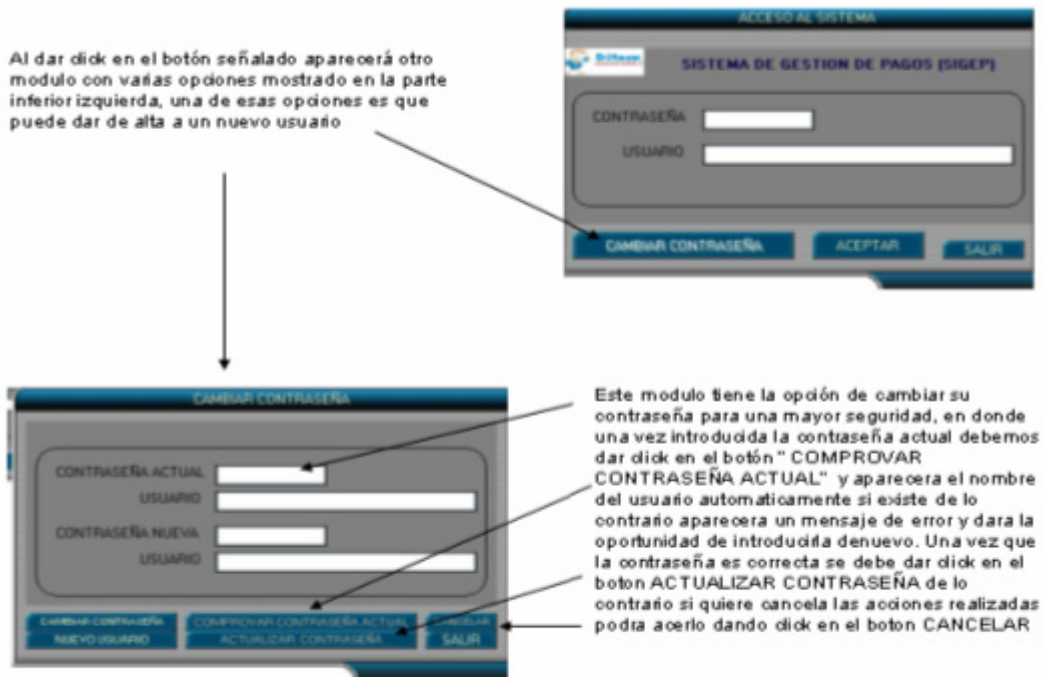 Al dar click en el botón señalado aparecerá otro
modulo con varias opciones mostrado en la parte
inferior izquierda, una de esas opciones es que
puede dar de alta a un nuevo usuario
ACCESO AL SISTEMA
SISTEMA DE GESTION DE PAGOS (SIGEP)
CONTRASEÑA
USUARIO
CAMBIAR CONTRASEÑA
ACEPTAR
SALIR
CAMBIAR CONTRASEÑA
CONTRASEÑA ACTUAL
USUARIO
CONTRASEÑA NUEVA
USUARIO
CAMBIAR CONTRASEÑA
COMPROVAR CONTRASEÑA ACTUAL
CANCELAR
NUEVO USUARIO
ACTUALIZAR CONTRASEÑA
SALIR
Este modulo tiene la opción de cambiar su
contraseña para una mayor seguridad, en donde
una vez introducida la contraseña actual debemos
dar click en el botón " COMPROVAR
CONTRASEÑA ACTUAL" y aparecera el nombre
del usuario automaticamente si existe de lo
contrario aparecera un mensaje de error y dara la
oportunidad de introducirla denuevo. Una vez que
la contraseña es correcta se debe dar click en el
boton ACTUALIZAR CONTRASEÑA de lo
contrario si quiere cancela las acciones realizadas
podra acerlo dando click en el boton CANCELAR